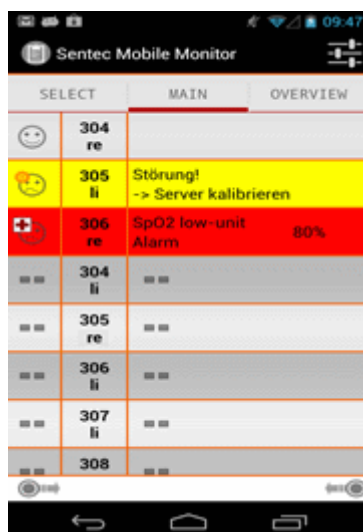 09:47
Sentec Mobile Monitor
SELECT MAIN OVERVIEW
304
re
305 Störung!
li -> Server kalibrieren
306 SpO2 low-unit 80%
re Alarm
-- 304 --
li
-- 305 --
re
-- 306 --
li
-- 307 --
li
-- 308 --